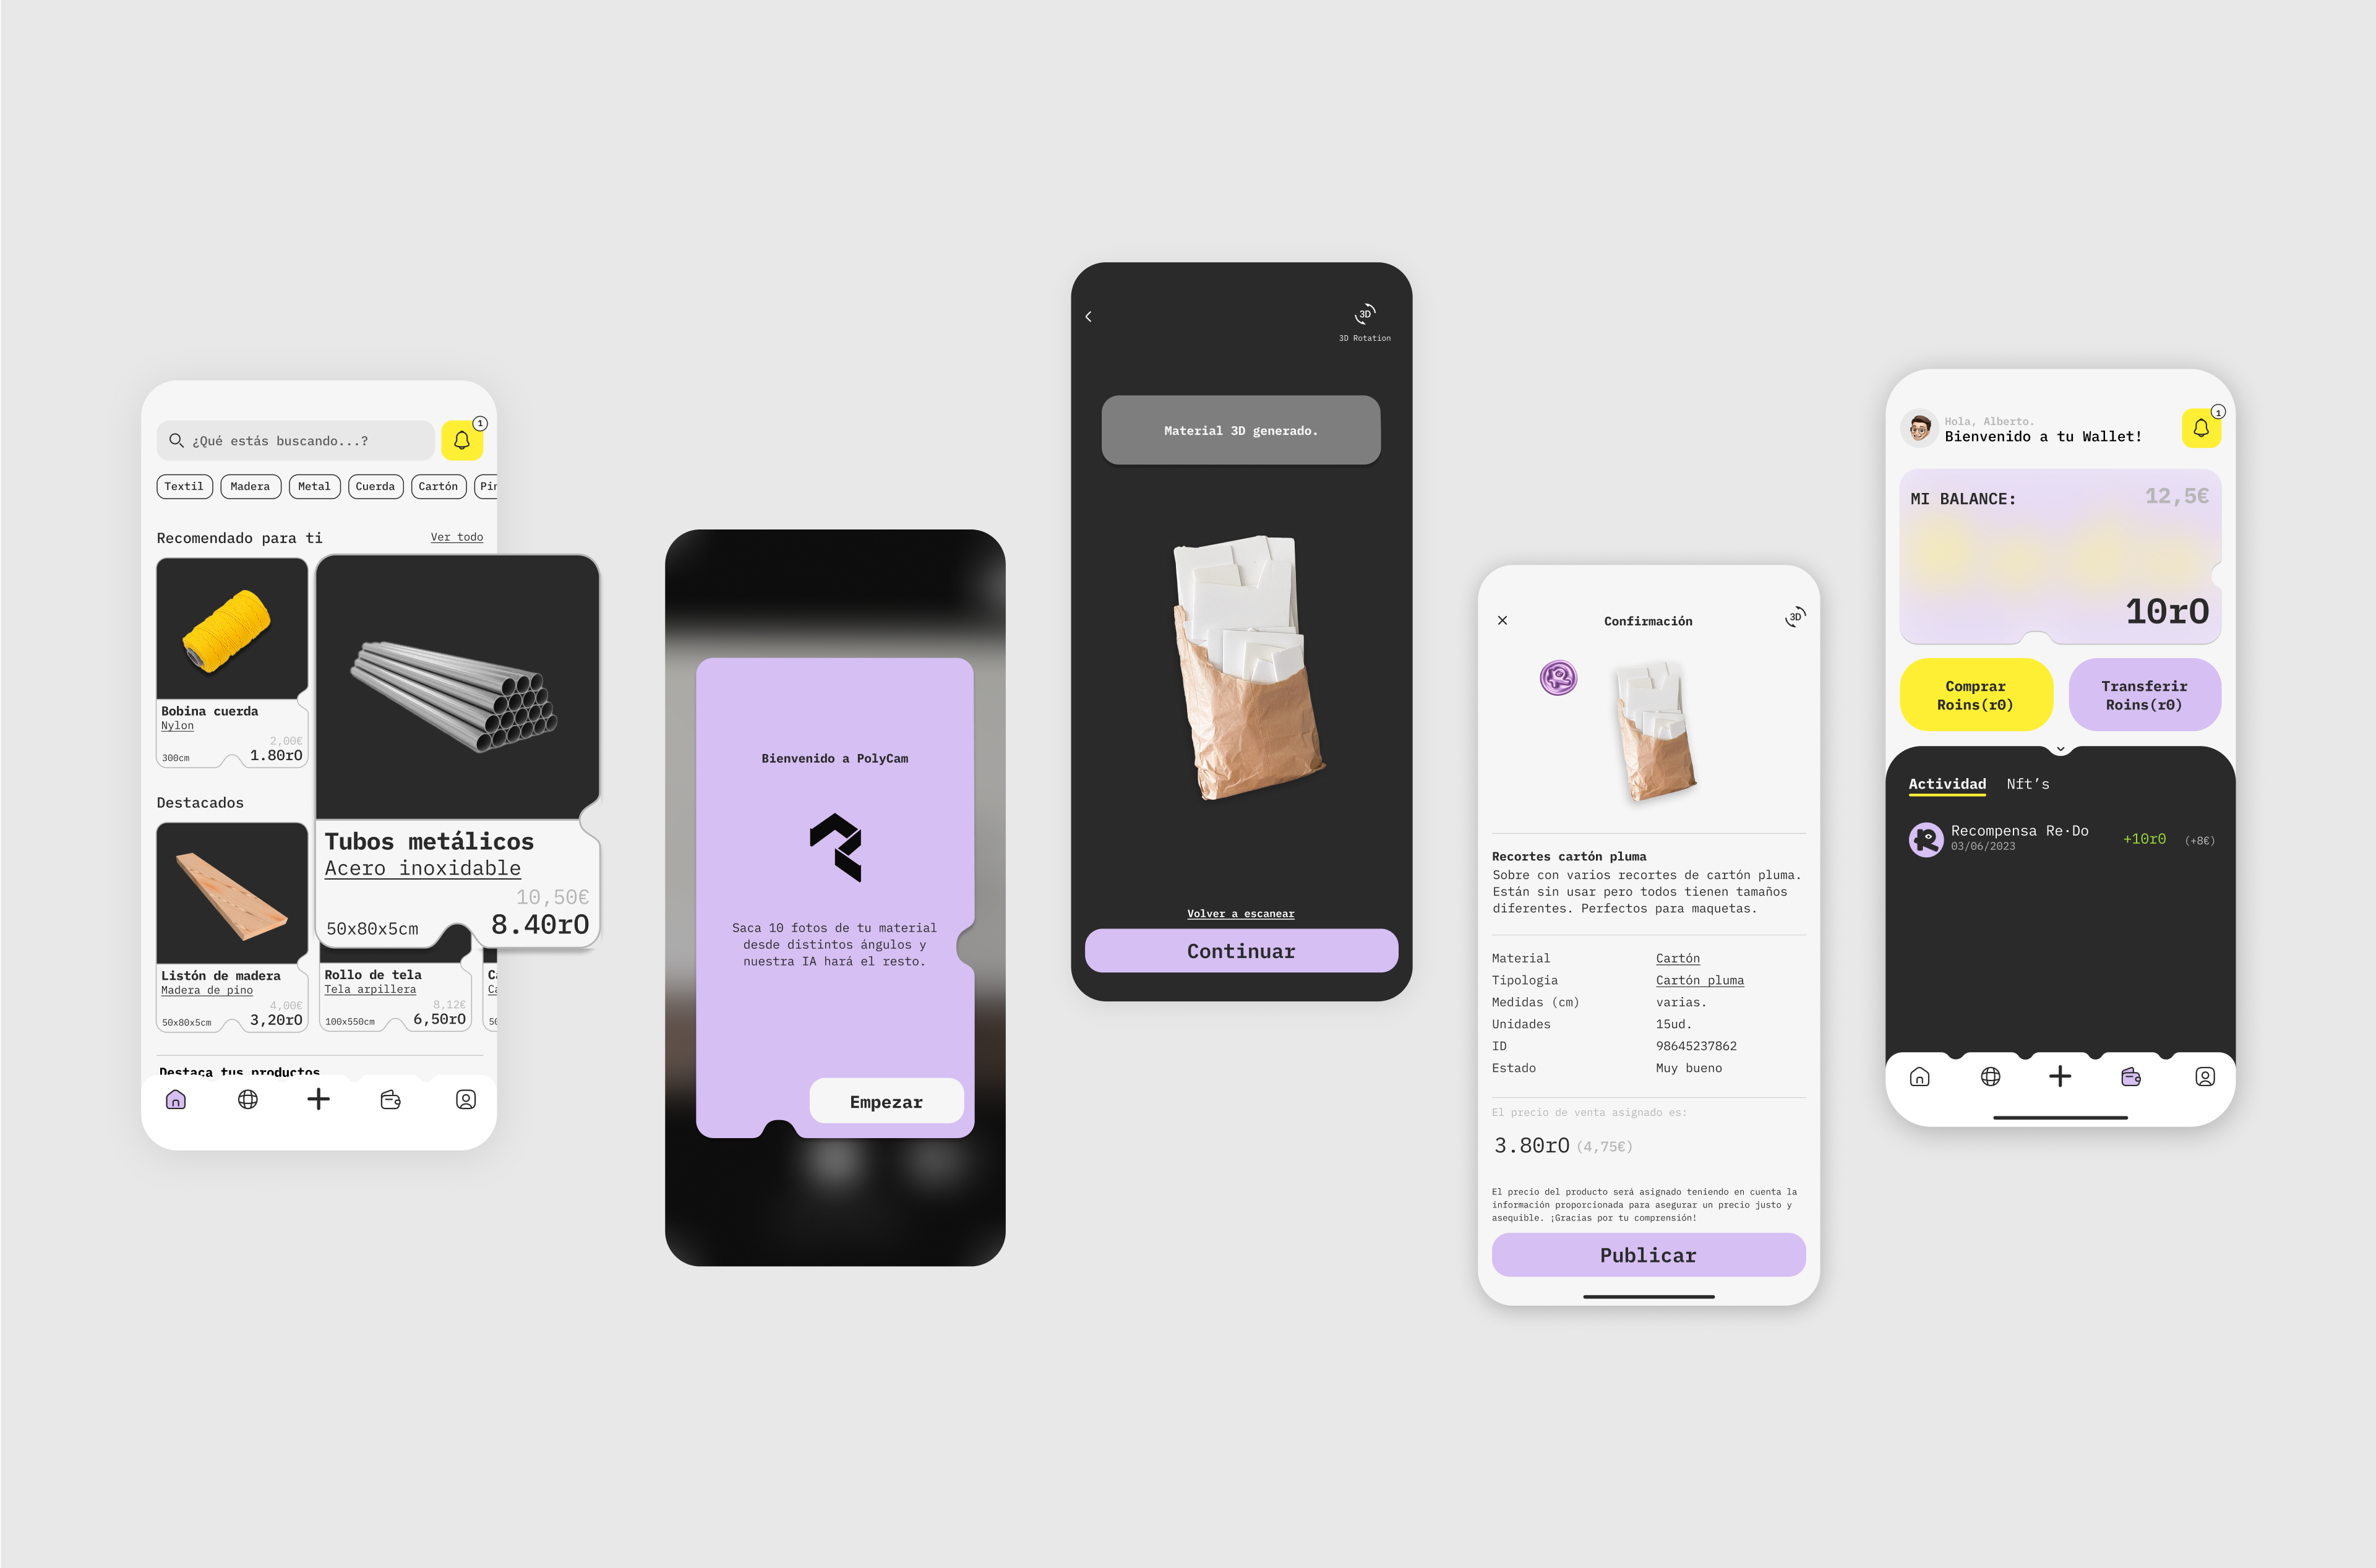 ¿Qué estás buscando...?
1
Textil
Madera
Metal
Cuerda
Cartón
Recomendado para ti
Ver todo
Bobina cuerda
Nylon
2,00€
300cm
1.80rO
Tubos metálicos
Acero inoxidable
10,50€
50x80x5cm
8.40rO
Destacados
Listón de madera
Madera de pino
4,00€
50x80x5cm
3,20rO
Rollo de tela
Tela arpillera
8,12€
100x550cm
6,50rO
Destaca tus productos
Bienvenido a PolyCam
Saca 10 fotos de tu material
desde distintos ángulos y
nuestra IA hará el resto.
Empezar
3D
3D Rotation
Material 3D generado.
Volver a escanear
Continuar
Confirmación
3D
Recortes cartón pluma
Sobre con varios recortes de cartón pluma.
Están sin usar pero todos tienen tamaños
diferentes. Perfectos para maquetas.
Material Cartón
Tipologia Cartón pluma
Medidas (cm) varias.
Unidades 15ud.
ID 98645237862
Estado Muy bueno
El precio de venta asignado es:
3.80rO (4,75€)
El precio del producto será asignado teniendo en cuenta la
información proporcionada para asegurar un precio justo y
asequible. ¡Gracias por tu comprensión!
Publicar
Hola, Alberto.
Bienvenido a tu Wallet!
1
MI BALANCE:
12,5€
10rO
Comprar
Roins(r0)
Transferir
Roins(r0)
Actividad
Nft's
Recompensa Re·Do
03/06/2023
+10r0
(+8€)